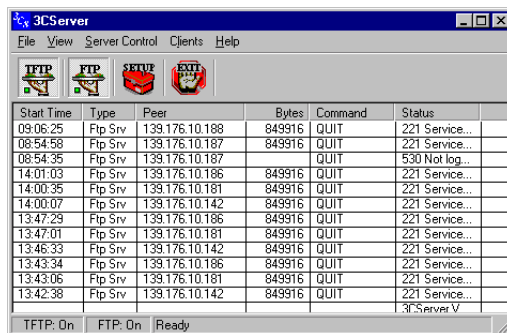 3CServer
File View Server Control Clients Help
TFTP FTP SETUP EXIT
Start Time Type Peer Bytes Command Status
09:06:25 Ftp Srv 139.176.10.188 849916 QUIT 221 Service...
08:54:58 Ftp Srv 139.176.10.187 849916 QUIT 221 Service...
08:54:35 Ftp Srv 139.176.10.187 QUIT 530 Not log...
14:01:03 Ftp Srv 139.176.10.186 849916 QUIT 221 Service...
14:00:35 Ftp Srv 139.176.10.181 849916 QUIT 221 Service...
14:00:07 Ftp Srv 139.176.10.142 849916 QUIT 221 Service...
13:47:29 Ftp Srv 139.176.10.186 849916 QUIT 221 Service...
13:47:01 Ftp Srv 139.176.10.181 849916 QUIT 221 Service...
13:46:33 Ftp Srv 139.176.10.142 849916 QUIT 221 Service...
13:43:34 Ftp Srv 139.176.10.186 849916 QUIT 221 Service...
13:43:06 Ftp Srv 139.176.10.181 849916 QUIT 221 Service...
13:42:38 Ftp Srv 139.176.10.142 849916 QUIT 221 Service...
3CServer V
TFTP: On FTP: On Ready